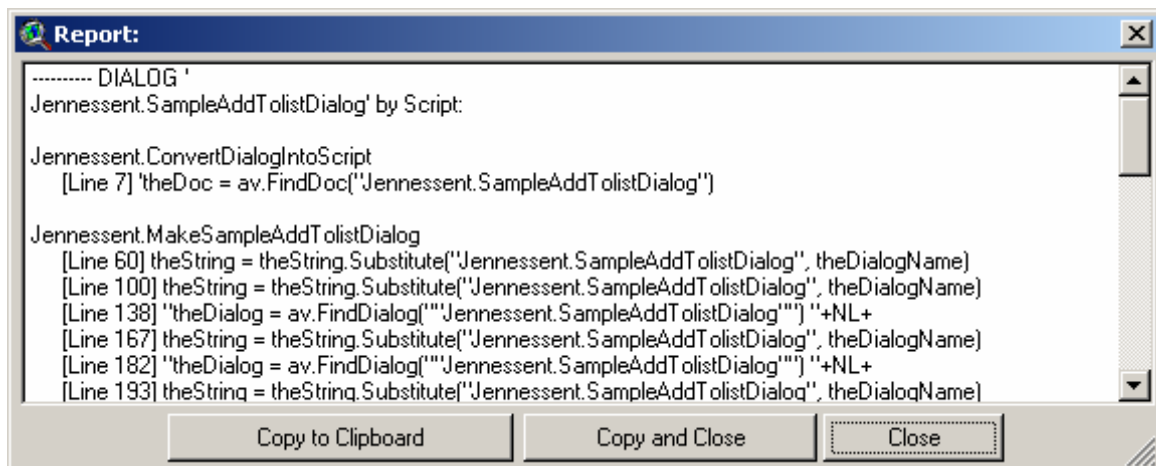 Report:
---------- DIALOG '
Jennessent.SampleAddTolistDialog' by Script:
Jennessent.ConvertDialogIntoScript
[Line 7] 'theDoc = av.FindDoc("Jennessent.SampleAddTolistDialog")
Jennessent.MakeSampleAddTolistDialog
[Line 60] theString = theString.Substitute("Jennessent.SampleAddTolistDialog", theDialogName)
[Line 100] theString = theString.Substitute("Jennessent.SampleAddTolistDialog", theDialogName)
[Line 138] "theDialog = av.FindDialog(""Jennessent.SampleAddTolistDialog"") "+NL+
[Line 167] theString = theString.Substitute("Jennessent.SampleAddTolistDialog", theDialogName)
[Line 182] "theDialog = av.FindDialog(""Jennessent.SampleAddTolistDialog"") "+NL+
[Line 193] theString = theString.Substitute("Jennessent.SampleAddTolistDialog", theDialogName)
Copy to Clipboard Copy and Close Close